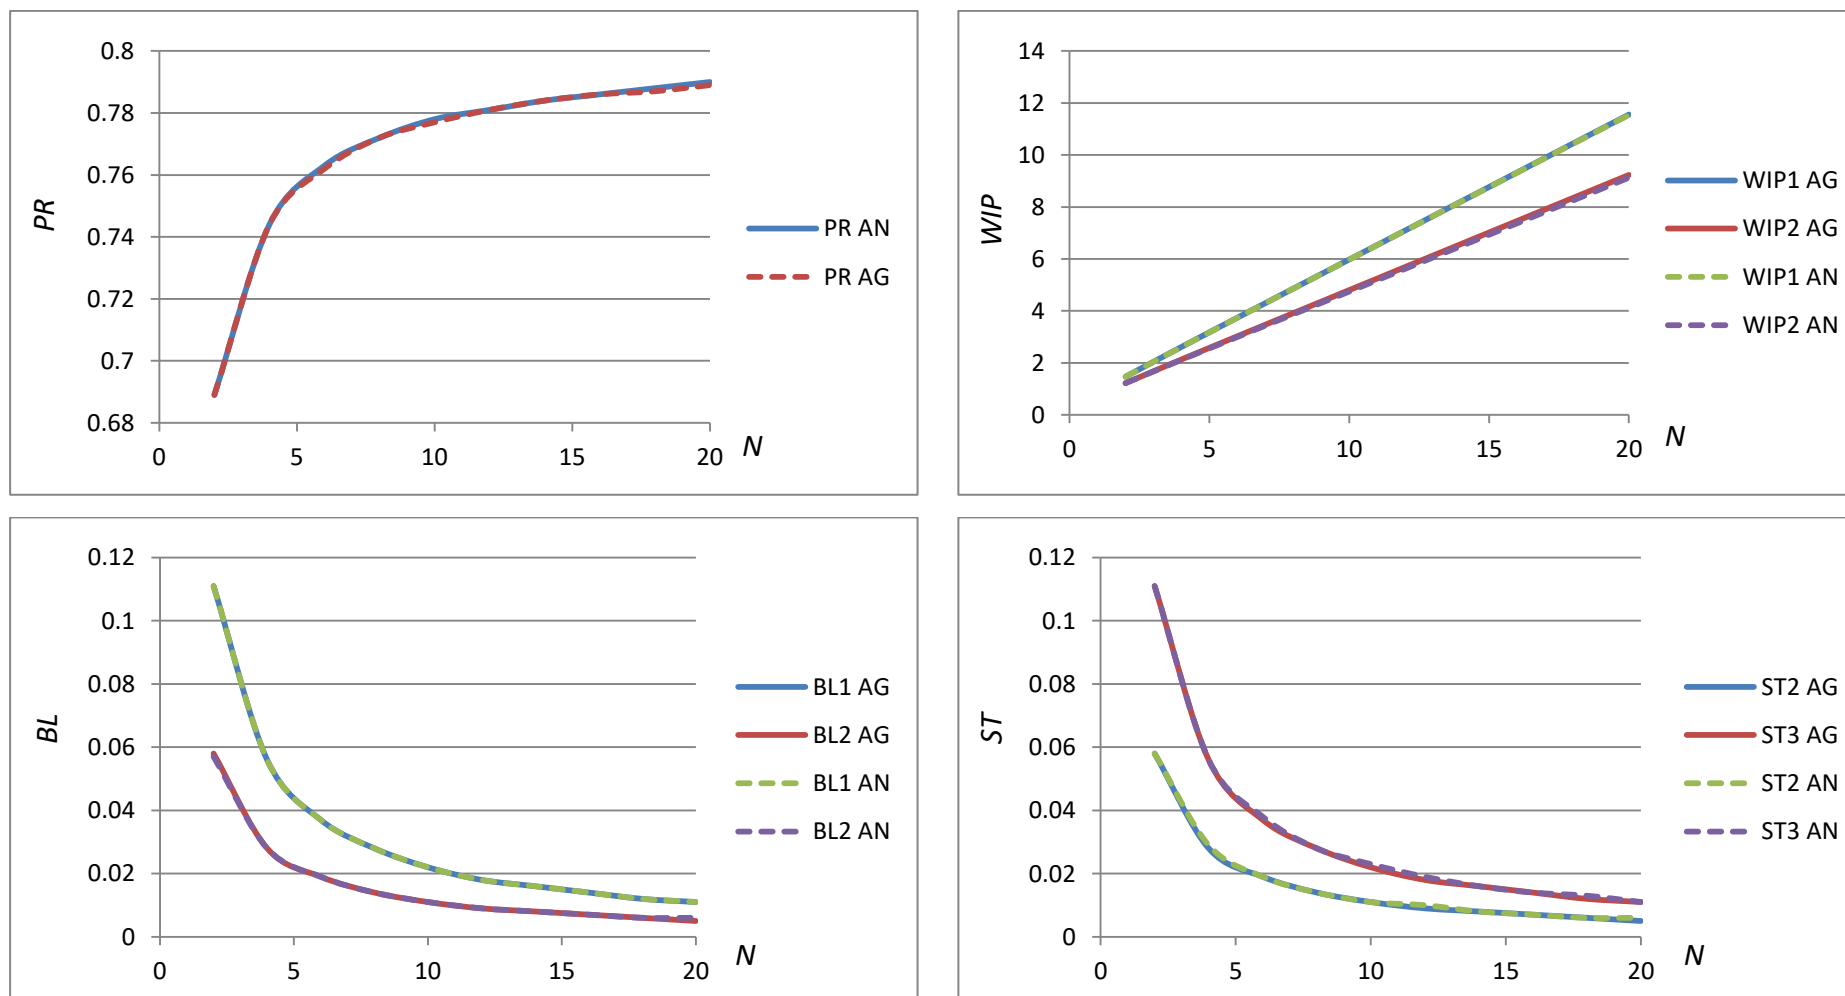 0.8
0.78
0.76
0.74
0.72
0.7
0.68
PR
0 5 10 15 20
N
PR AN
PR AG
14
12
10
8
6
4
2
0
WIP
0 5 10 15 20
N
WIP1 AG
WIP2 AG
WIP1 AN
WIP2 AN
0.12
0.1
0.08
0.06
0.04
0.02
0
BL
0 5 10 15 20
N
BL1 AG
BL2 AG
BL1 AN
BL2 AN
0.12
0.1
0.08
0.06
0.04
0.02
0
ST
0 5 10 15 20
N
ST2 AG
ST3 AG
ST2 AN
ST3 AN